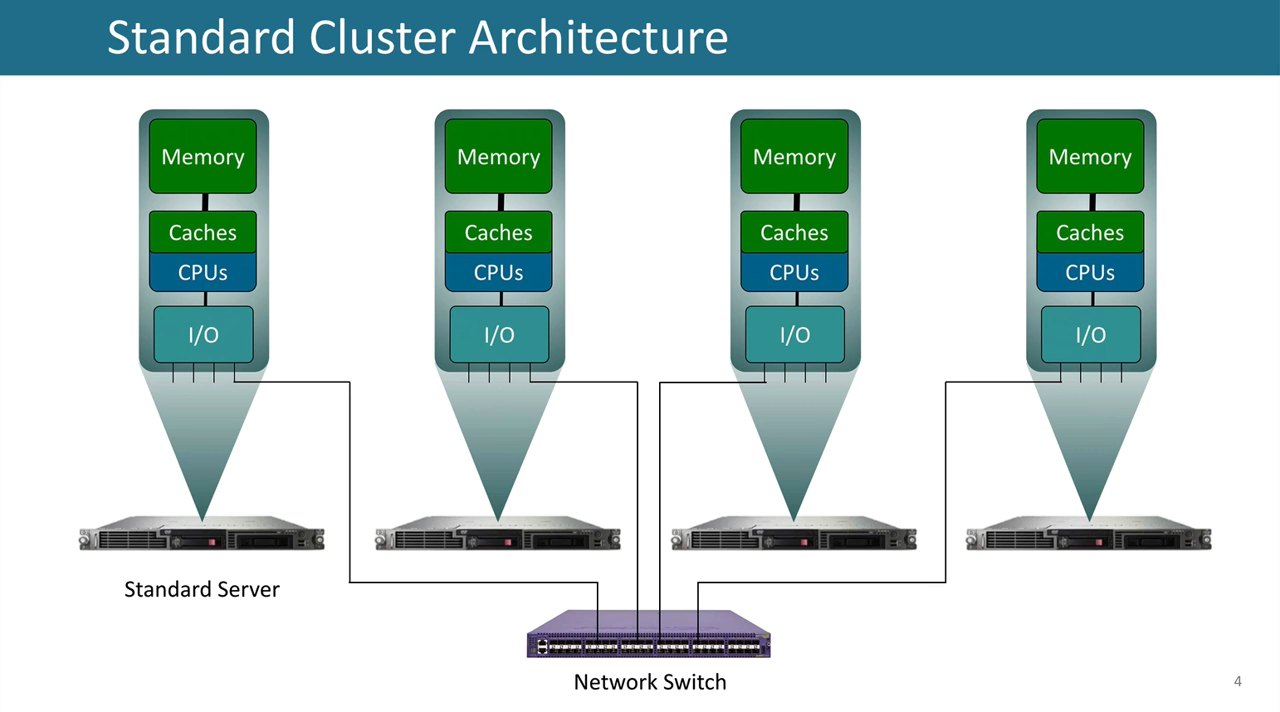 Standard Cluster Architecture
Memory
Caches
CPUs
I/O
Memory
Caches
CPUs
I/O
Memory
Caches
CPUs
I/O
Memory
Caches
CPUs
I/O
Standard Server
Network Switch
4